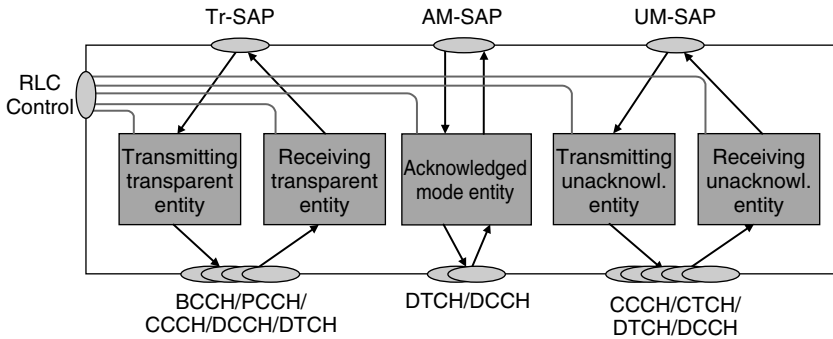 Tr-SAP
AM-SAP
UM-SAP
RLC
Control
Transmitting
transparent
entity
Receiving
transparent
entity
Acknowledged
mode entity
Transmitting
unacknowl.
entity
Receiving
unacknowl.
entity
BCCH/PCCH/
CCCH/DCCH/DTCH
DTCH/DCCH
CCCH/CTCH/
DTCH/DCCH